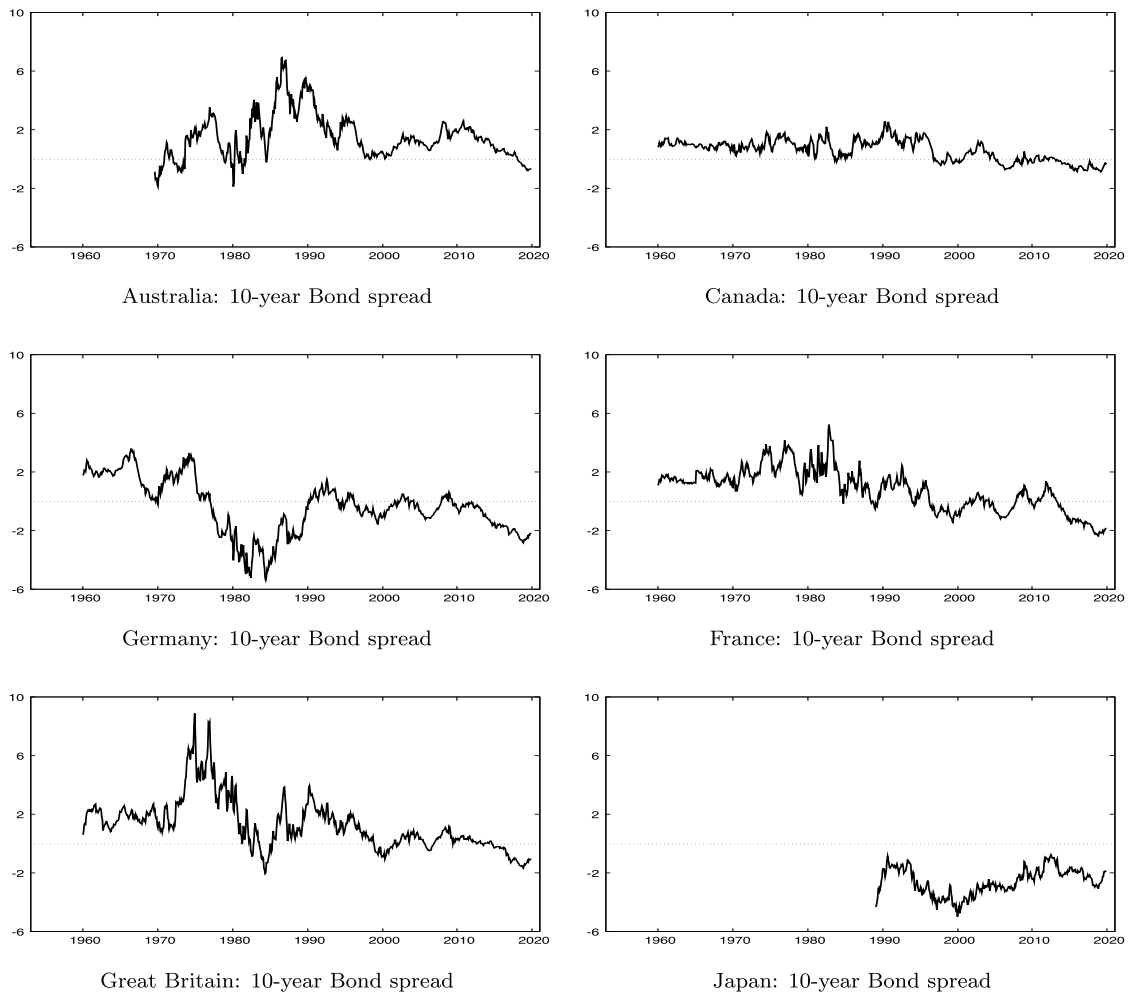 10
6
2
-2
-6
1960 1970 1980 1990 2000 2010 2020
Australia: 10-year Bond spread
10
6
2
-2
-6
1960 1970 1980 1990 2000 2010 2020
Canada: 10-year Bond spread
10
6
2
-2
-6
1960 1970 1980 1990 2000 2010 2020
Germany: 10-year Bond spread
10
6
2
-2
-6
1960 1970 1980 1990 2000 2010 2020
France: 10-year Bond spread
10
6
2
-2
-6
1960 1970 1980 1990 2000 2010 2020
Great Britain: 10-year Bond spread
10
6
2
-2
-6
1960 1970 1980 1990 2000 2010 2020
Japan: 10-year Bond spread